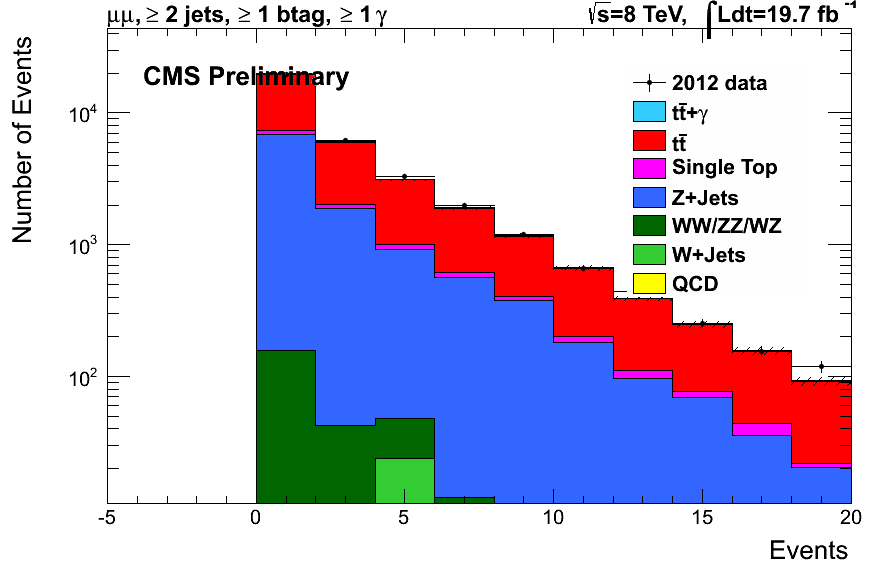 μμ, ≥ 2 jets, ≥ 1 btag, ≥ 1 γ
√s=8 TeV, ∫Ldt=19.7 fb⁻¹
CMS Preliminary
Number of Events
10⁴
10³
10²
2012 data
tt̄+γ
tt̄
Single Top
Z+Jets
WW/ZZ/WZ
W+Jets
QCD
-5 0 5 10 15 20
Events